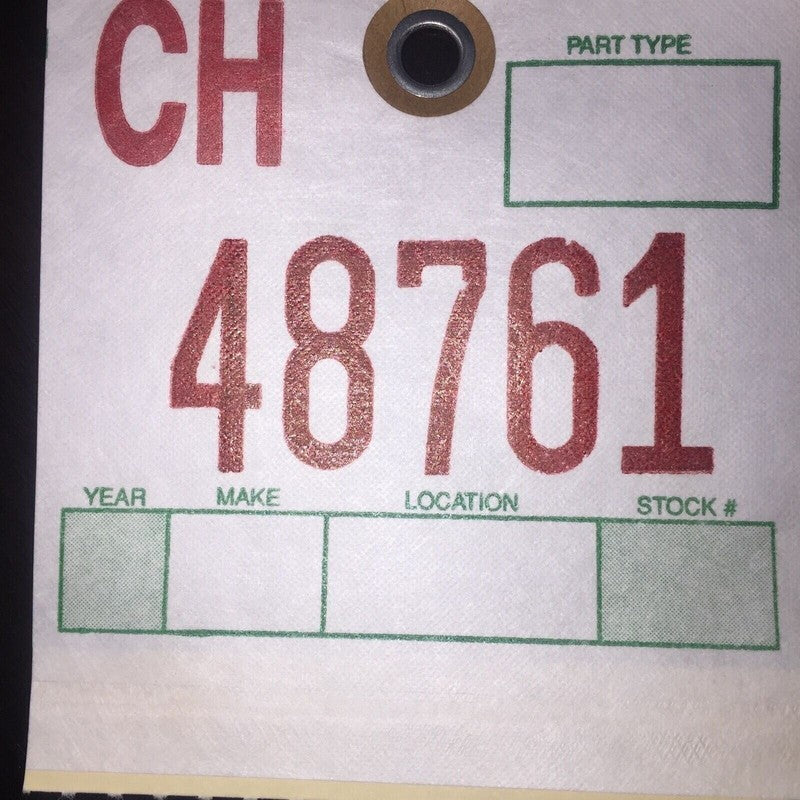 CH
PART TYPE
48761
YEAR MAKE LOCATION STOCK #